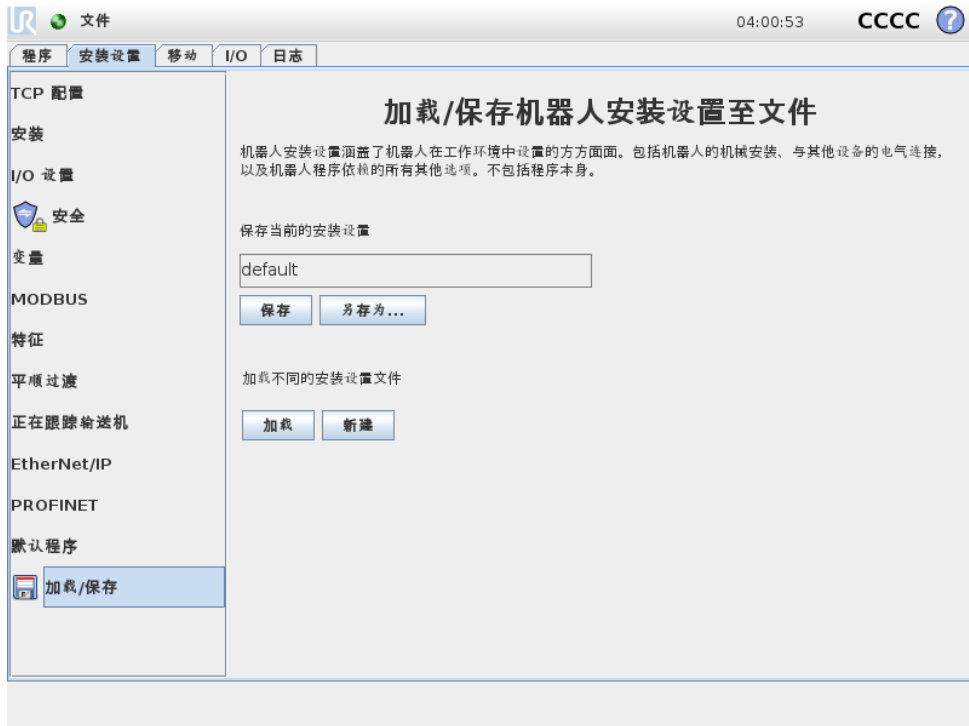 UR 文件 04:00:53 CCCC ?
程序 安装设置 移动 I/O 日志
TCP 配置
安装
I/O 设置
安全
变量
MODBUS
特征
平顺过渡
正在跟踪输送机
EtherNet/IP
PROFINET
默认程序
加载/保存
加载/保存机器人安装设置至文件
机器人安装设置涵盖了机器人在工作环境中设置的方方面面。包括机器人的机械安装、与其他设备的电气连接，
以及机器人程序依赖的所有其他选项。不包括程序本身。
保存当前的安装设置
default
保存 另存为...
加载不同的安装设置文件
加载 新建